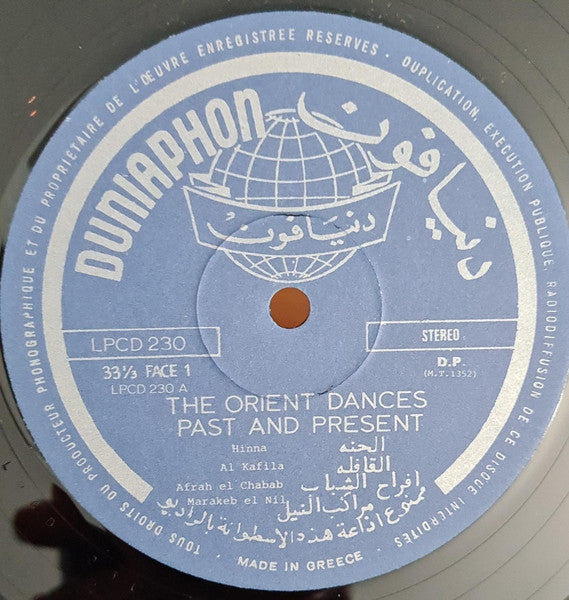 TOUS DROITS DU PRODUCTEUR PHONOGRAPHIQUE ET DU PROPRIETAIRE DE L'ŒUVRE ENREGISTREE RESERVES - DUPLICATION, EXECUTION PUBLIQUE RADIODIFFUSION DE CE DISQUE INTERDITES
DUNIAPHON
دنيافون
دنيافون
LPCD 230
33⅓ FACE 1
LPCD 230 A
STEREO
D.P.
(M.T. 1352)
THE ORIENT DANCES
PAST AND PRESENT
Hinna الحنه
Al Kafila القافله
Afrah el Chabab افراح الشباب
Marakeb el Nil مراكب النيل
ممنوع اذاعة هذه الاسطوانة بالراديو
· MADE IN GREECE ·